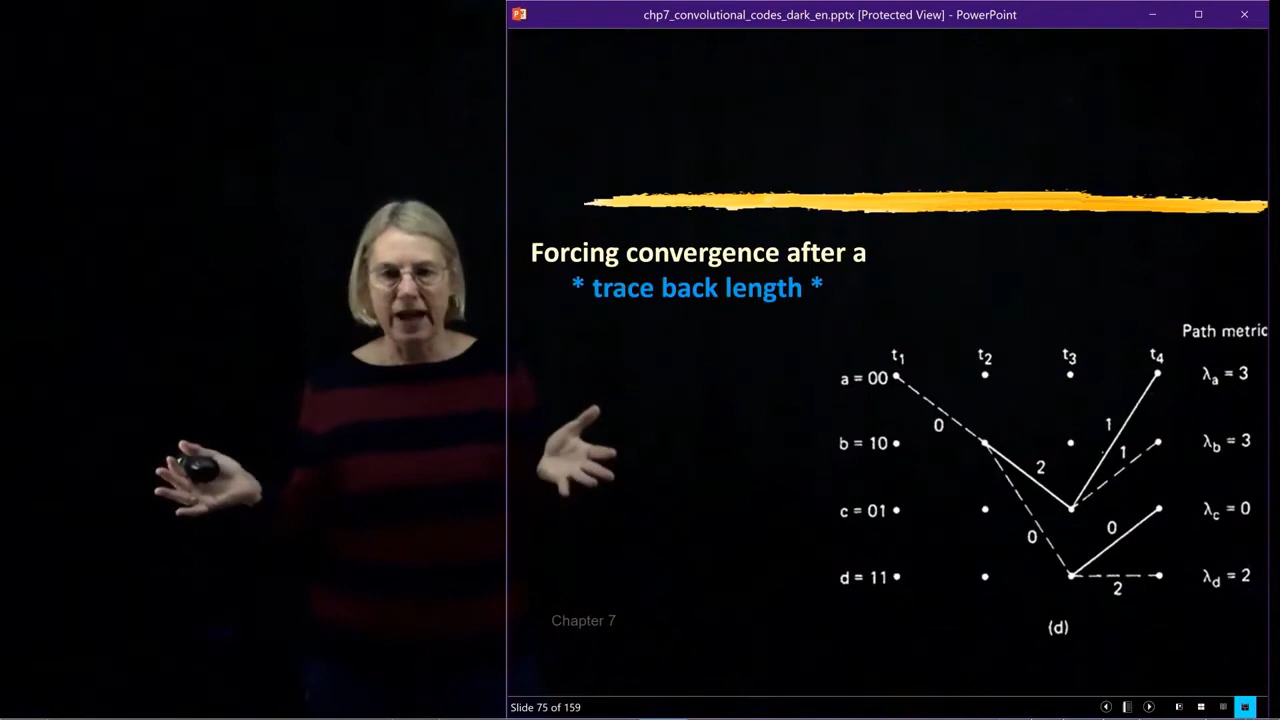 chp7_convolutional_codes_dark_en.pptx [Protected View] - PowerPoint
Forcing convergence after a
* trace back length *
Path metric
t₁ t₂ t₃ t₄
a = 00 λa = 3
0 1
b = 10 λb = 3
2 1
c = 01 λc = 0
0 0
d = 11 λd = 2
2
(d)
Chapter 7
Slide 75 of 159